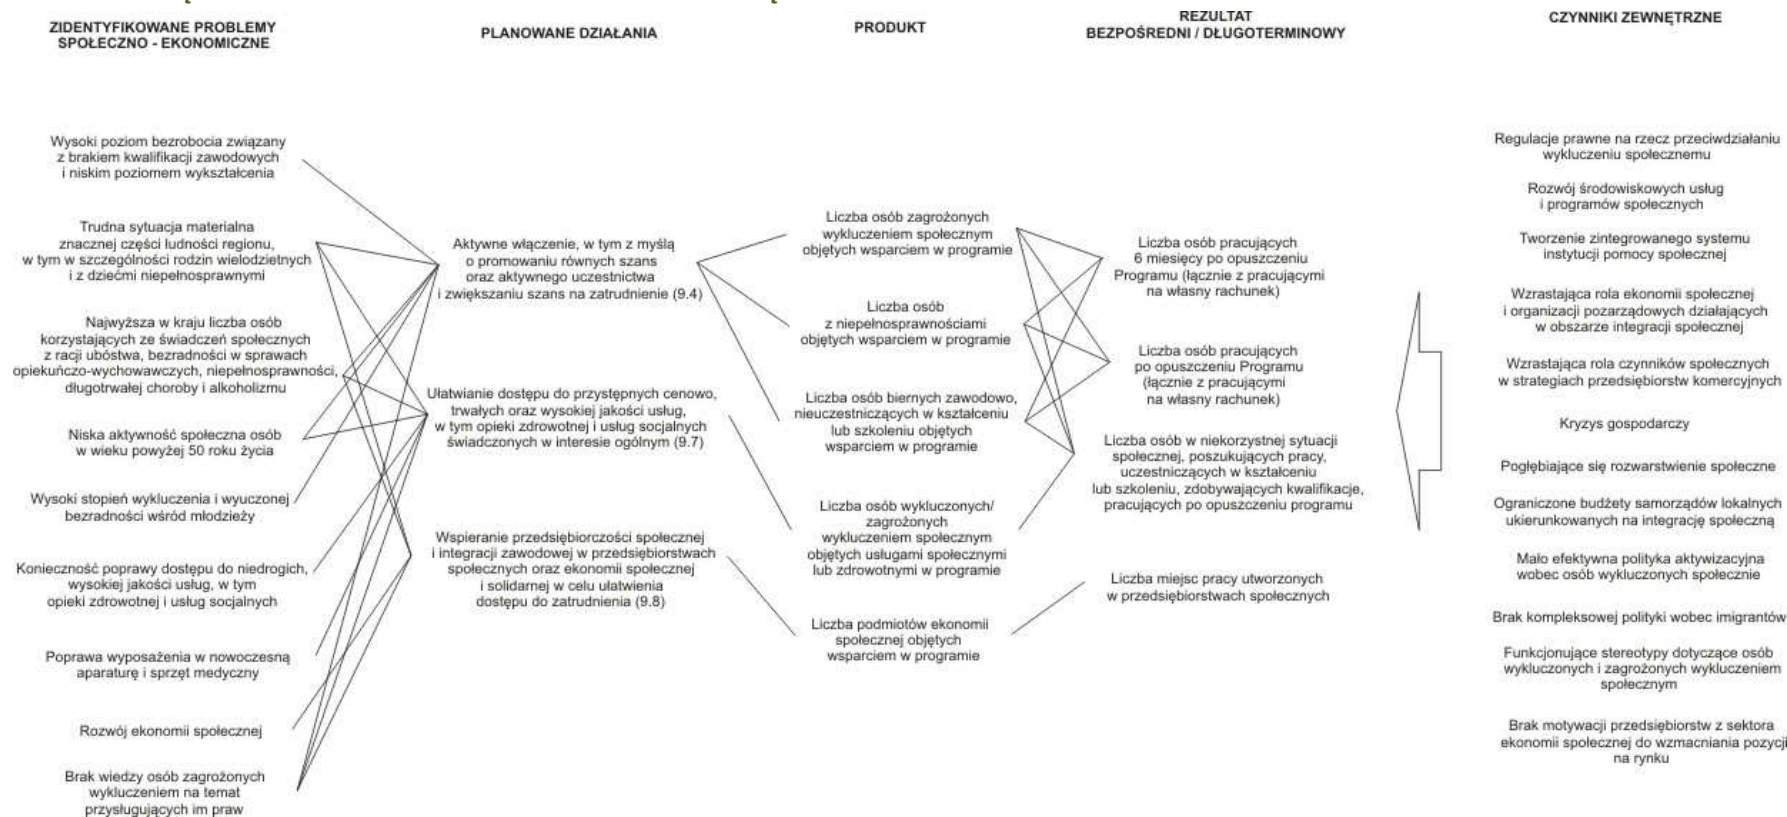 ZIDENTYFIKOWANE PROBLEMY
SPOŁECZNO - EKONOMICZNE
PLANOWANE DZIAŁANIA
PRODUKT
REZULTAT
BEZPOŚREDNI / DŁUGOTERMINOWY
CZYNNIKI ZEWNĘTRZNE
Wysoki poziom bezrobocia związany
z brakiem kwalifikacji zawodowych
i niskim poziomem wykształcenia
Trudna sytuacja materialna
znacznej części ludności regionu,
w tym w szczególności rodzin wielodzietnych
i z dziećmi niepełnosprawnymi
Najwyższa w kraju liczba osób
korzystających ze świadczeń społecznych
z racji ubóstwa, bezradności w sprawach
opiekuńczo-wychowawczych, niepełnosprawności,
długotrwałej choroby i alkoholizmu
Niska aktywność społeczna osób
w wieku powyżej 50 roku życia
Wysoki stopień wykluczenia i wyuczonej
bezradności wśród młodzieży
Konieczność poprawy dostępu do niedrogich,
wysokiej jakości usług, w tym
opieki zdrowotnej i usług socjalnych
Poprawa wyposażenia w nowoczesną
aparaturę i sprzęt medyczny
Rozwój ekonomii społecznej
Brak wiedzy osób zagrożonych
wykluczeniem na temat
przysługujących im praw
Aktywne włączenie, w tym z myślą
o promowaniu równych szans
oraz aktywnego uczestnictwa
i zwiększaniu szans na zatrudnienie (9.4)
Ułatwianie dostępu do przystępnych cenowo,
trwałych oraz wysokiej jakości usług,
w tym opieki zdrowotnej i usług socjalnych
świadczonych w interesie ogólnym (9.7)
Wspieranie przedsiębiorczości społecznej
i integracji zawodowej w przedsiębiorstwach
społecznych oraz ekonomii społecznej
i solidarnej w celu ułatwienia
dostępu do zatrudnienia (9.8)
Liczba osób zagrożonych
wykluczeniem społecznym
objętych wsparciem w programie
Liczba osób
z niepełnosprawnościami
objętych wsparciem w programie
Liczba osób biernych zawodowo,
nieuczestniczących w kształceniu
lub szkoleniu objętych
wsparciem w programie
Liczba osób wykluczonych/
zagrożonych
wykluczeniem społecznym
objętych usługami społecznymi
lub zdrowotnymi w programie
Liczba podmiotów ekonomii
społecznej objętych
wsparciem w programie
Liczba osób pracujących
6 miesięcy po opuszczeniu
Programu (łącznie z pracującymi
na własny rachunek)
Liczba osób pracujących
po opuszczeniu Programu
(łącznie z pracującymi
na własny rachunek)
Liczba osób w niekorzystnej sytuacji
społecznej, poszukujących pracy,
uczestniczących w kształceniu
lub szkoleniu, zdobywających kwalifikacje,
pracujących po opuszczeniu programu
Liczba miejsc pracy utworzonych
w przedsiębiorstwach społecznych
Regulacje prawne na rzecz przeciwdziałaniu
wykluczeniu społecznemu
Rozwój środowiskowych usług
i programów społecznych
Tworzenie zintegrowanego systemu
instytucji pomocy społecznej
Wzrastająca rola ekonomii społecznej
i organizacji pozarządowych działających
w obszarze integracji społecznej
Wzrastająca rola czynników społecznych
w strategiach przedsiębiorstw komercyjnych
Kryzys gospodarczy
Pogłębiające się rozwarstwienie społeczne
Ograniczone budżety samorządów lokalnych
ukierunkowanych na integrację społeczną
Mało efektywna polityka aktywizacyjna
wobec osób wykluczonych społecznie
Brak kompleksowej polityki wobec imigrantów
Funkcjonujące stereotypy dotyczące osób
wykluczonych i zagrożonych wykluczeniem
społecznym
Brak motywacji przedsiębiorstw z sektora
ekonomii społecznej do wzmacniania pozycji
na rynku